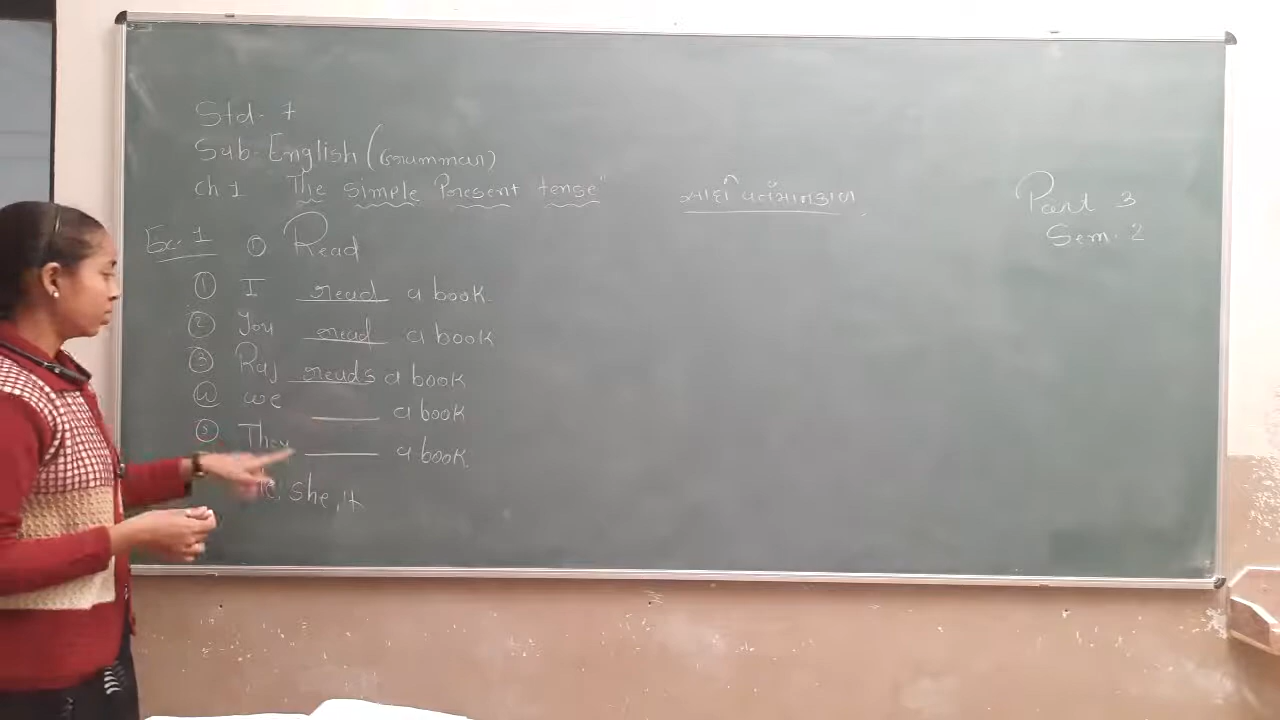 Std- 7
Sub- English (Grammar)
Ch 1 "The simple Present tense" સાદો વર્તમાનકાળ
Part 3
Sem. 2
Ex. 1 ① Read
① I read a book.
② You read a book
③ Raj reads a book
④ we ____ a book
⑤ They ____ a book.
he, she, it